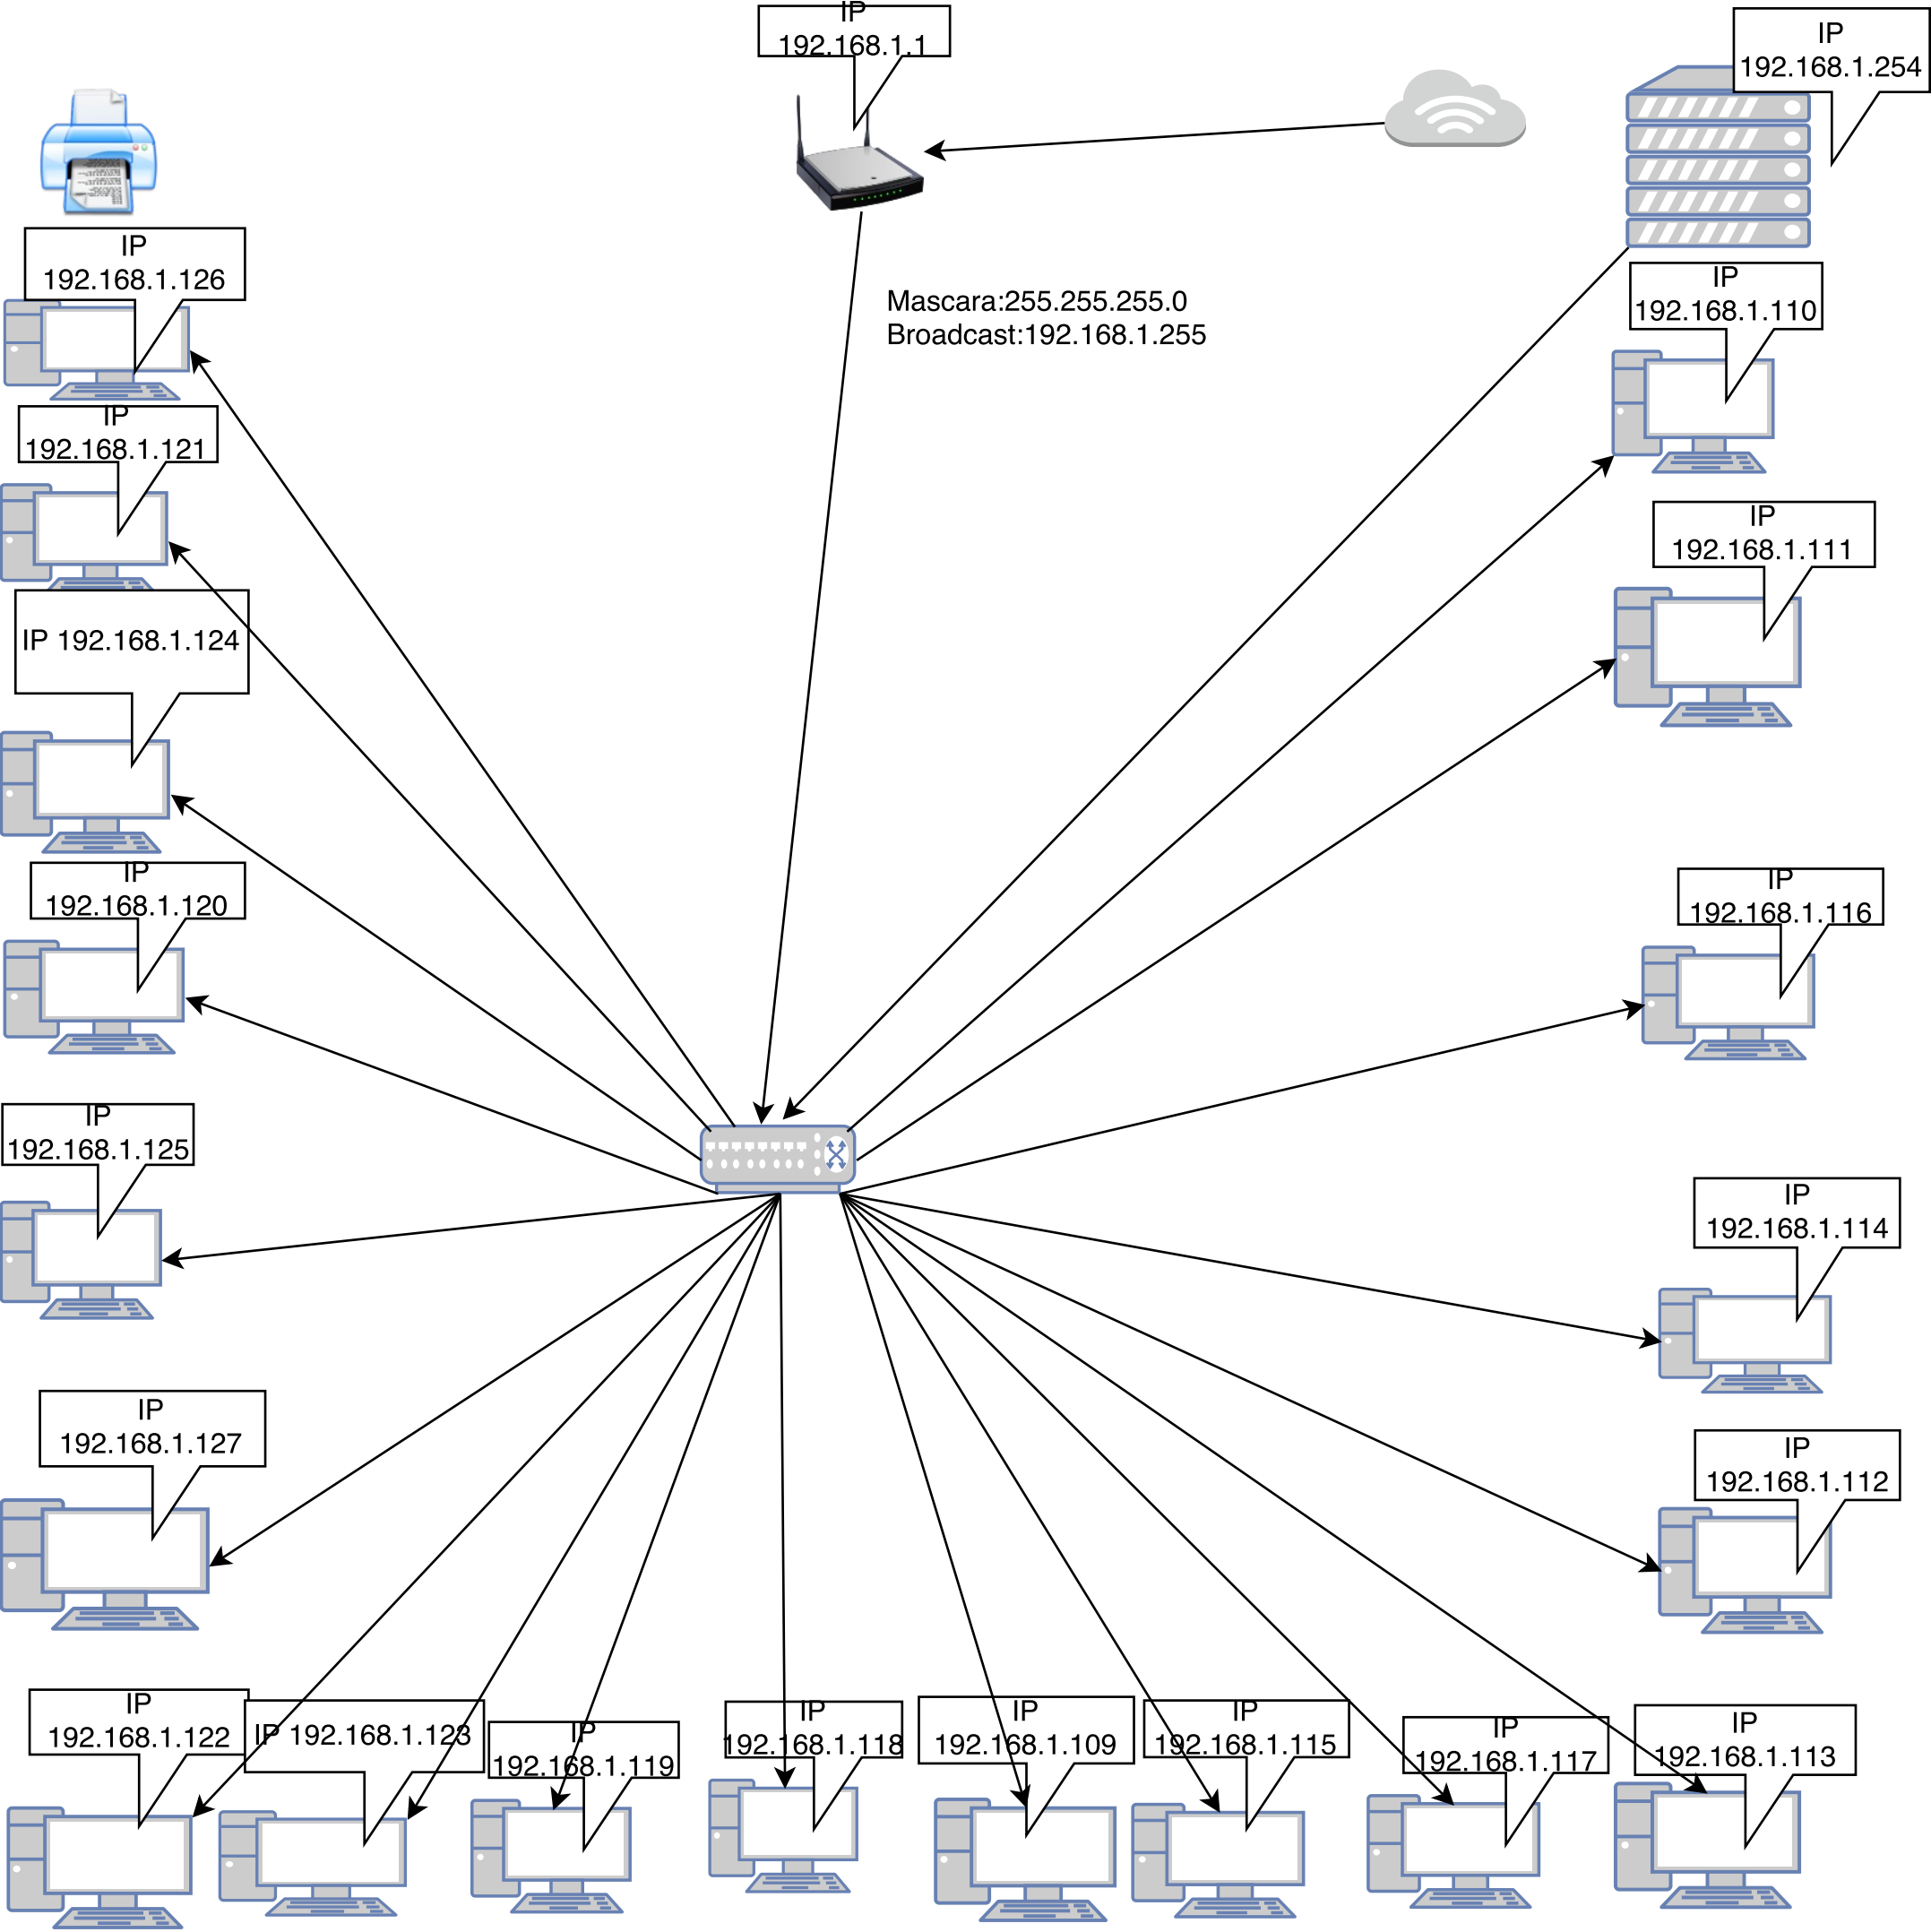 IP
192.168.1.1
IP
192.168.1.254
IP
192.168.1.126
Mascara:255.255.255.0
Broadcast:192.168.1.255
IP
192.168.1.110
IP
192.168.1.121
IP
192.168.1.111
IP 192.168.1.124
IP
192.168.1.120
IP
192.168.1.116
IP
192.168.1.125
IP
192.168.1.114
IP
192.168.1.127
IP
192.168.1.112
IP
192.168.1.122
IP 192.168.1.123
IP
192.168.1.119
IP
192.168.1.118
IP
192.168.1.109
IP
192.168.1.115
IP
192.168.1.117
IP
192.168.1.113